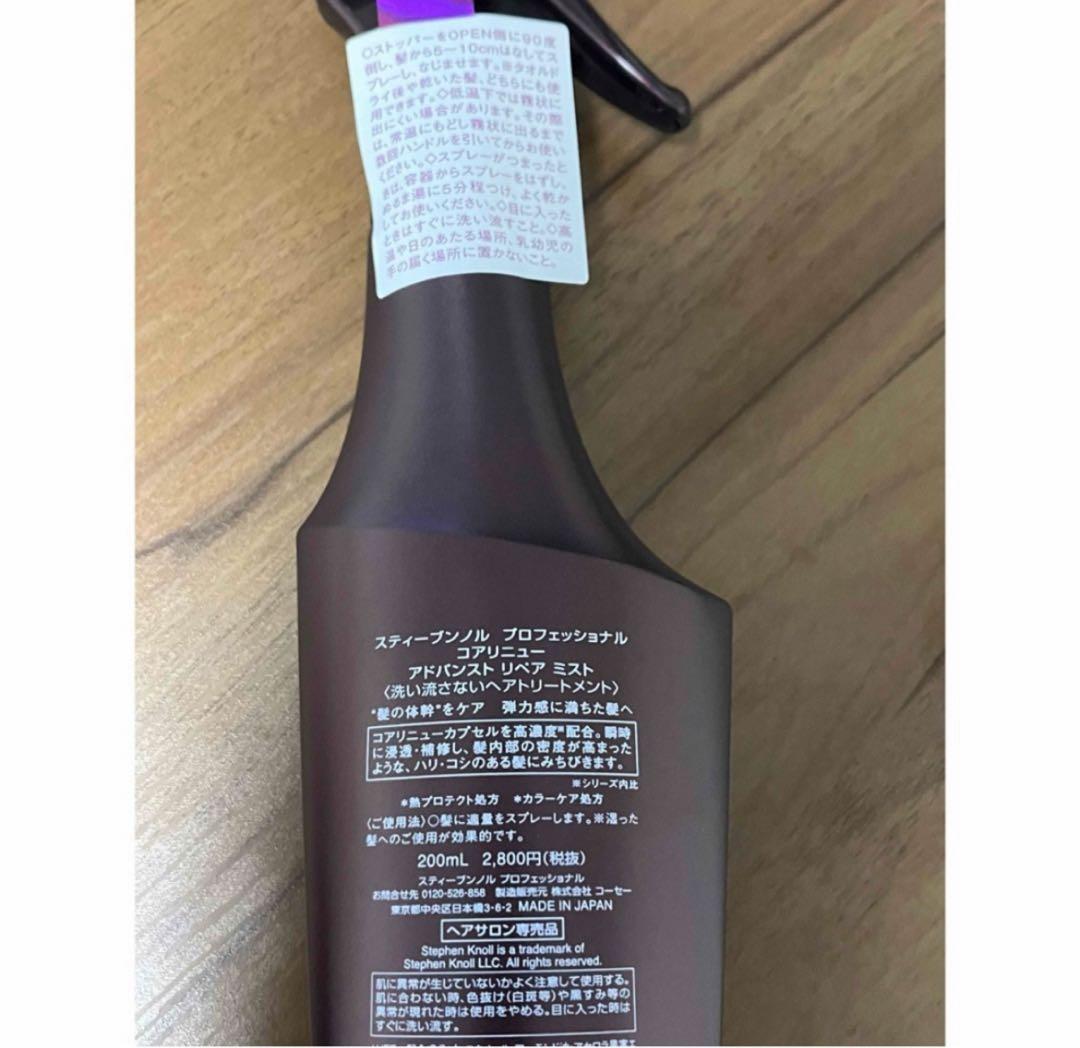 ◇ストッパーをOPEN側に90度
倒し、髪から5〜10cmはなしてス
プレーし、なじませます。※タオルド
ライ後や乾いた髪、どちらにも使
用できます。◇低温下では霧状に
出にくい場合があります。その際
は、常温にもどし霧状に出るまで
数回ハンドルを引いてからお使い
ください。◇スプレーがつまったと
きは、容器からスプレーをはずし、
ぬるま湯に5分程つけ、よく乾か
してお使いください。◇目に入った
ときはすぐに洗い流すこと。◇高
温や日のあたる場所、乳幼児の
手の届く場所に置かないこと。
スティーブンノル プロフェッショナル
コアリニュー
アドバンスト リペア ミスト
〈洗い流さないヘアトリートメント〉
"髪の体幹"をケア 弾力感に満ちた髪へ
コアリニューカプセルを高濃度※配合。瞬時
に浸透・補修し、髪内部の密度が高まった
ような、ハリ・コシのある髪にみちびきます。
※シリーズ内比
*熱プロテクト処方 *カラーケア処方
〈ご使用法〉○髪に適量をスプレーします。※湿った
髪へのご使用が効果的です。
200mL 2,800円(税抜)
スティーブンノル プロフェッショナル
お問合せ先 0120-526-858 製造販売元 株式会社 コーセー
東京都中央区日本橋3-6-2 MADE IN JAPAN
ヘアサロン専売品
Stephen Knoll is a trademark of
Stephen Knoll LLC. All rights reserved.
肌に異常が生じていないかよく注意して使用する。
肌に合わない時、色抜け(白斑等)や黒ずみ等の
異常が現れた時は使用をやめる。目に入った時は
すぐに洗い流す。